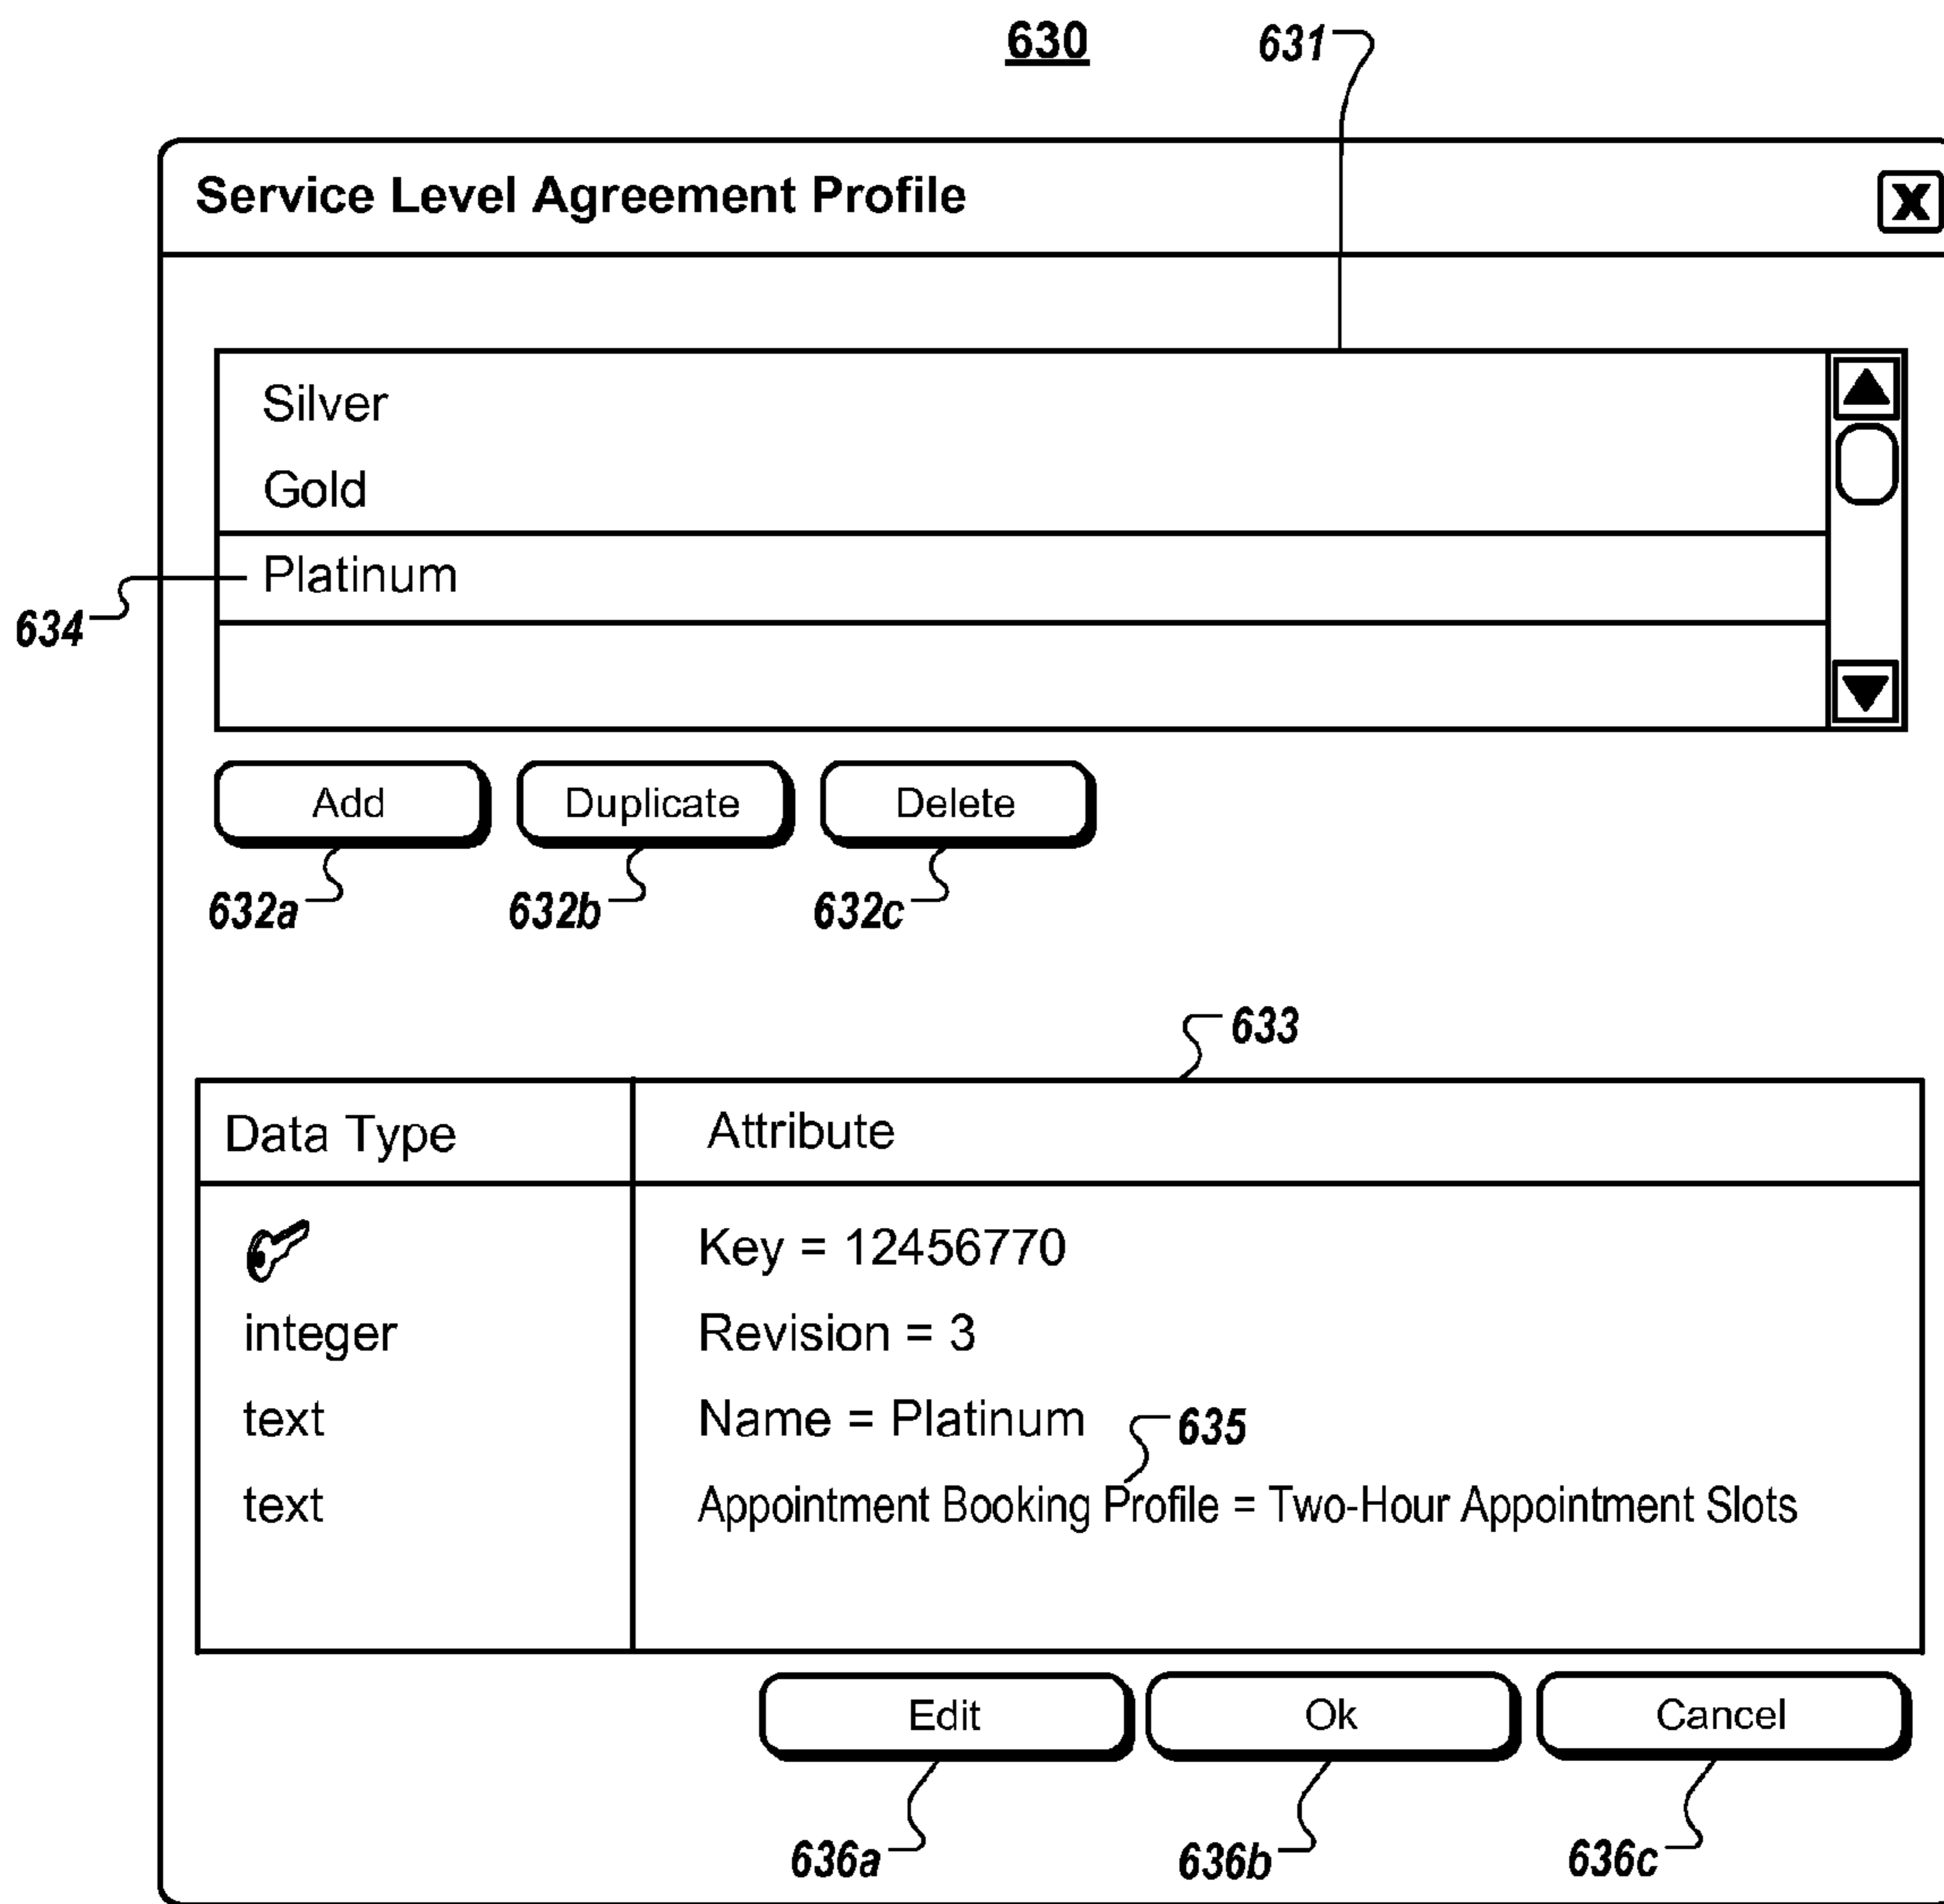 630
631
Service Level Agreement Profile
X
Silver
Gold
Platinum
634
Add
Duplicate
Delete
632a
632b
632c
633
Data Type
Attribute
Key = 12456770
integer
Revision = 3
text
Name = Platinum
635
text
Appointment Booking Profile = Two-Hour Appointment Slots
Edit
Ok
Cancel
636a
636b
636c